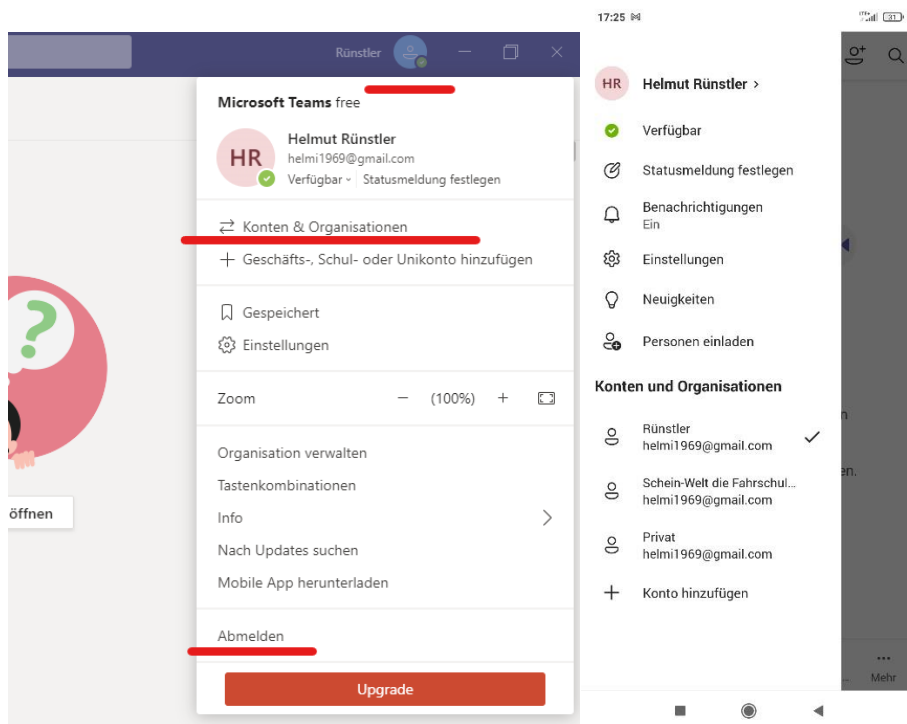 Rünstler
Microsoft Teams free
HR
Helmut Rünstler
helmi1969@gmail.com
Verfügbar
Statusmeldung festlegen
Konten & Organisationen
+ Geschäfts-, Schul- oder Unikonto hinzufügen
Gespeichert
Einstellungen
Zoom − (100%) +
Organisation verwalten
Tastenkombinationen
Info
Nach Updates suchen
Mobile App herunterladen
Abmelden
Upgrade
?
öffnen
17:25
31
HR Helmut Rünstler >
Verfügbar
Statusmeldung festlegen
Benachrichtigungen
Ein
Einstellungen
Neuigkeiten
Personen einladen
Konten und Organisationen
Rünstler
helmi1969@gmail.com
Schein-Welt die Fahrschul...
helmi1969@gmail.com
Privat
helmi1969@gmail.com
+ Konto hinzufügen
n
en.
... Mehr